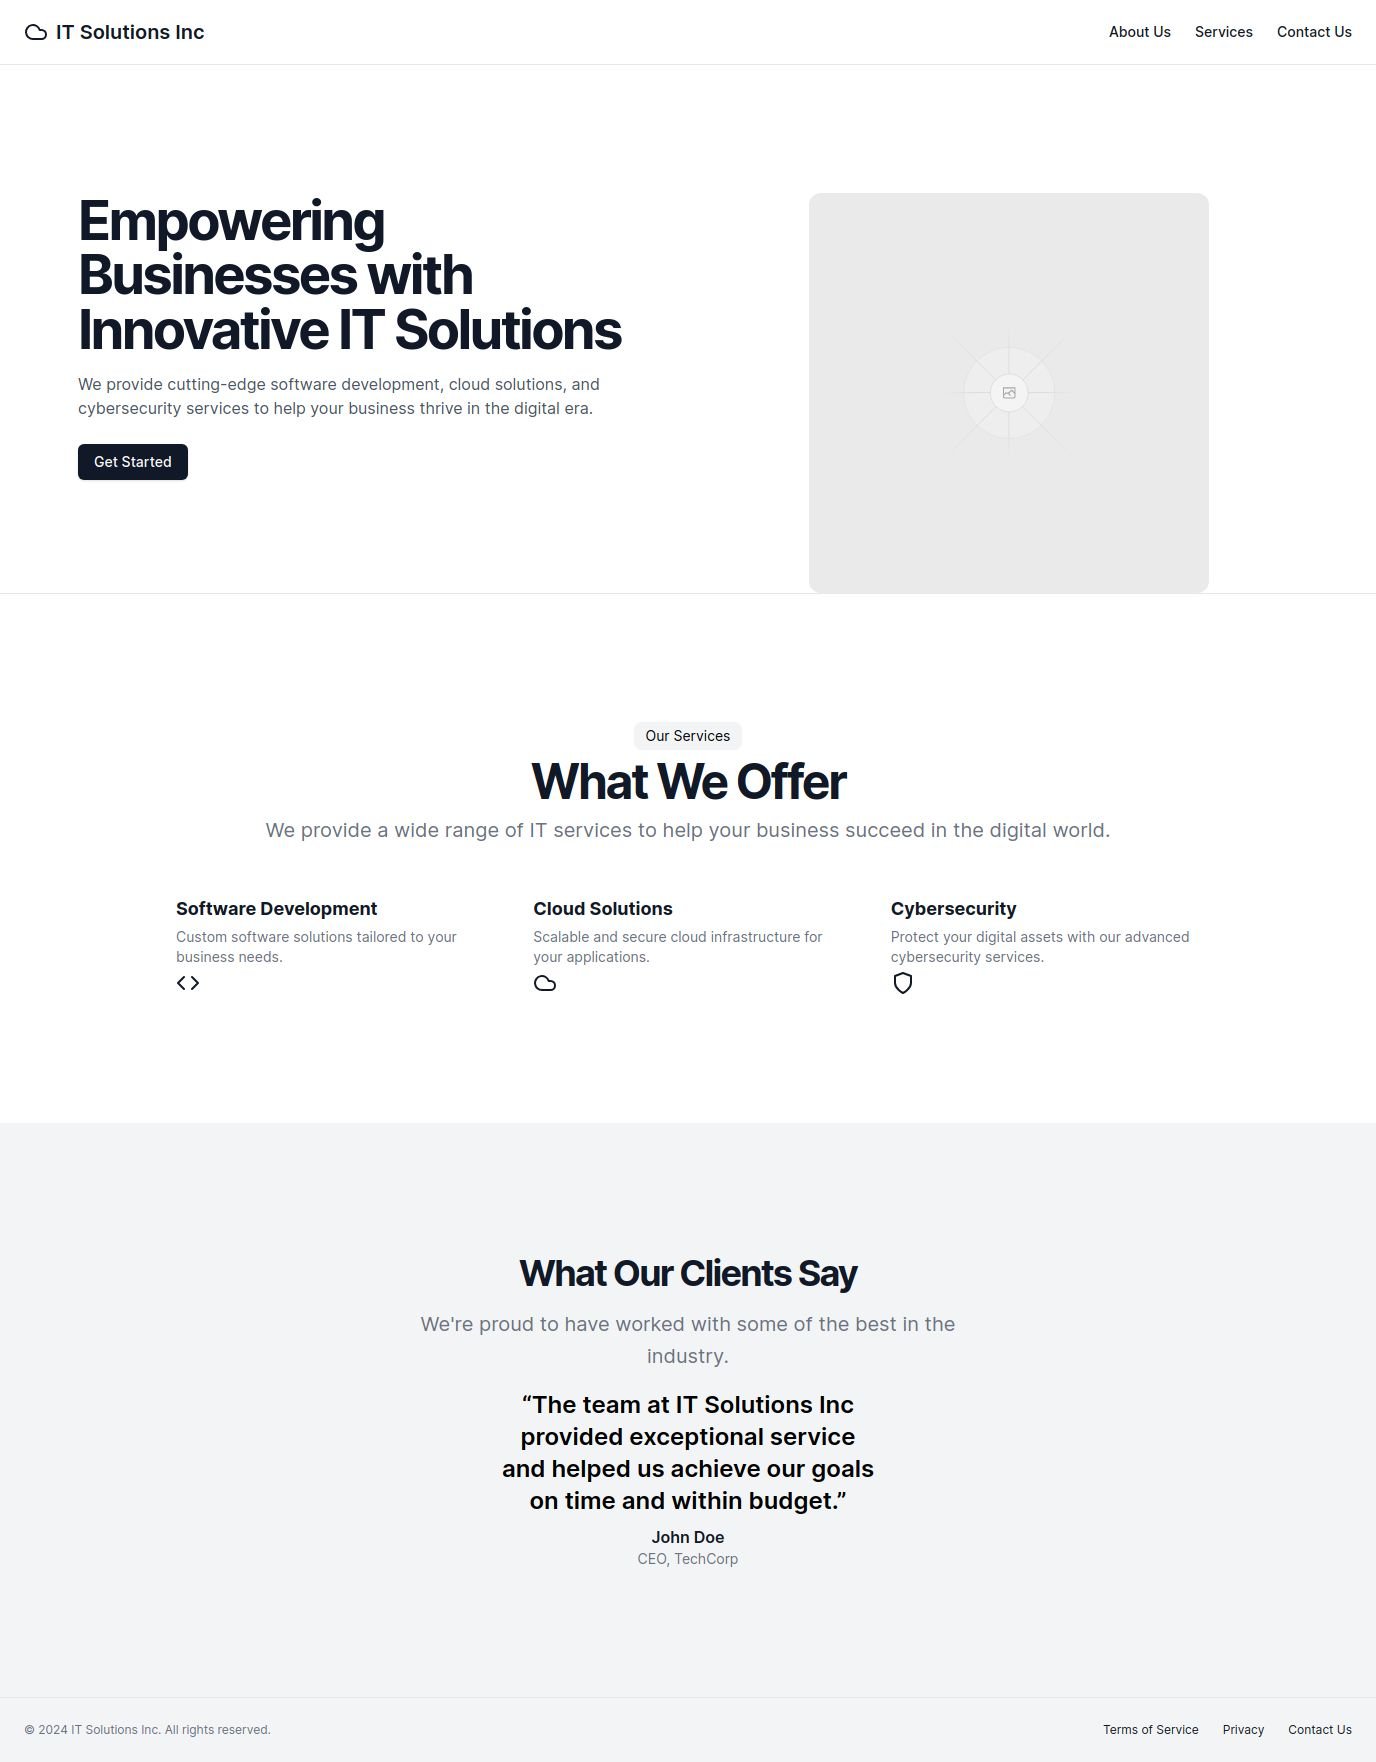 IT Solutions Inc
About Us
Services
Contact Us
Empowering
Businesses with
Innovative IT Solutions
We provide cutting-edge software development, cloud solutions, and
cybersecurity services to help your business thrive in the digital era.
Get Started
Our Services
What We Offer
We provide a wide range of IT services to help your business succeed in the digital world.
Software Development
Custom software solutions tailored to your
business needs.
Cloud Solutions
Scalable and secure cloud infrastructure for
your applications.
Cybersecurity
Protect your digital assets with our advanced
cybersecurity services.
What Our Clients Say
We're proud to have worked with some of the best in the
industry.
“The team at IT Solutions Inc
provided exceptional service
and helped us achieve our goals
on time and within budget.”
John Doe
CEO, TechCorp
© 2024 IT Solutions Inc. All rights reserved.
Terms of Service
Privacy
Contact Us